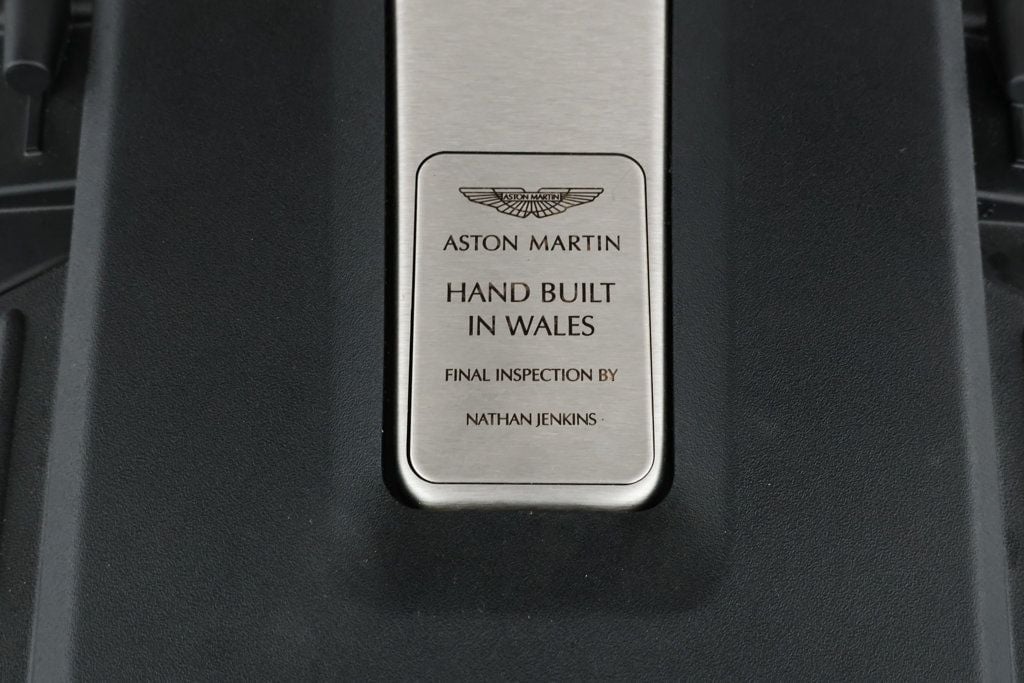 ASTON MARTIN
ASTON MARTIN
HAND BUILT
IN WALES
FINAL INSPECTION BY
NATHAN JENKINS